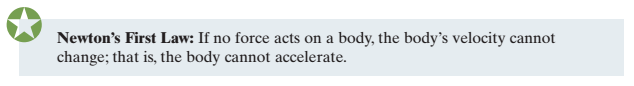 Newton's First Law: If no force acts on a body, the body's velocity cannot
change; that is, the body cannot accelerate.